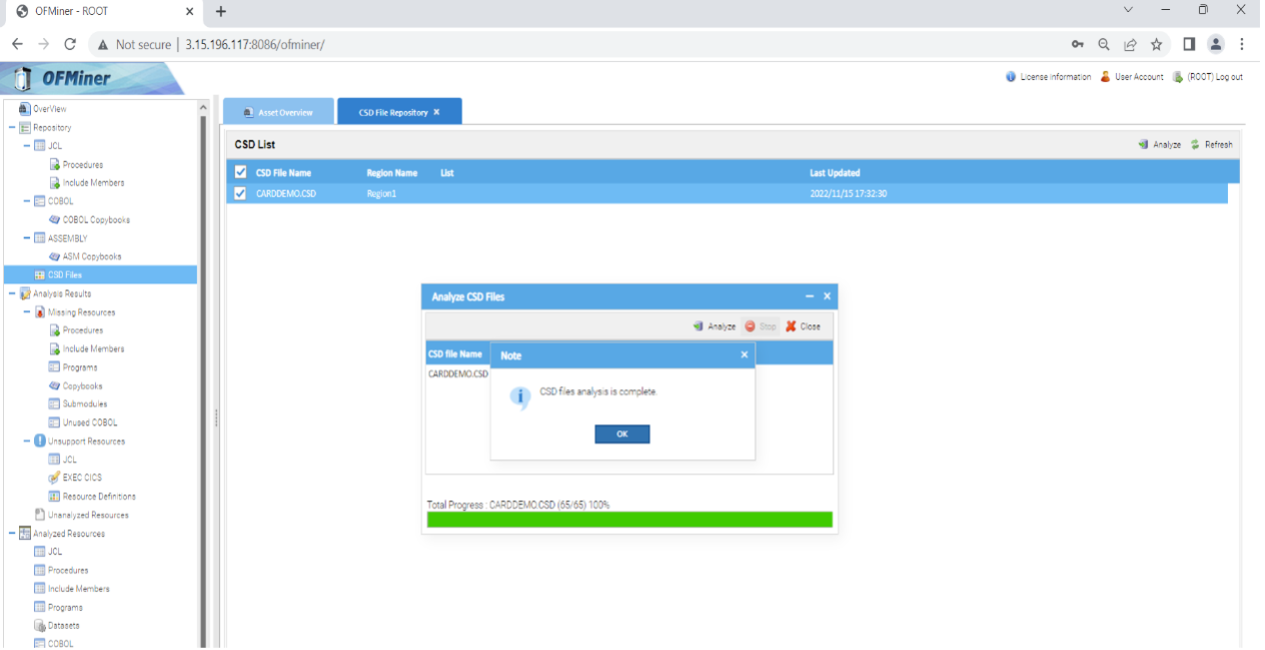 OFMiner - ROOT
Not secure | 3.15.196.117:8086/ofminer/
OFMiner
License Information User Account (ROOT) Log out
OverView
Repository
JCL
Procedures
Include Members
COBOL
COBOL Copybooks
ASSEMBLY
ASM Copybooks
CSD Files
Analysis Results
Missing Resources
Procedures
Include Members
Programs
Copybooks
Submodules
Unused COBOL
Unsupport Resources
JCL
EXEC CICS
Resource Definitions
Unanalyzed Resources
Analyzed Resources
JCL
Procedures
Include Members
Programs
Datasets
COBOL
Asset Overview CSD File Repository
CSD List Analyze Refresh
CSD File Name Region Name List Last Updated
CARDDEMO.CSD Region1 2022/11/15 17:32:30
Analyze CSD Files
Analyze Stop Close
CSD file Name
CARDDEMO.CSD
Note
CSD files analysis is complete.
OK
Total Progress : CARDDEMO.CSD (65/65) 100%